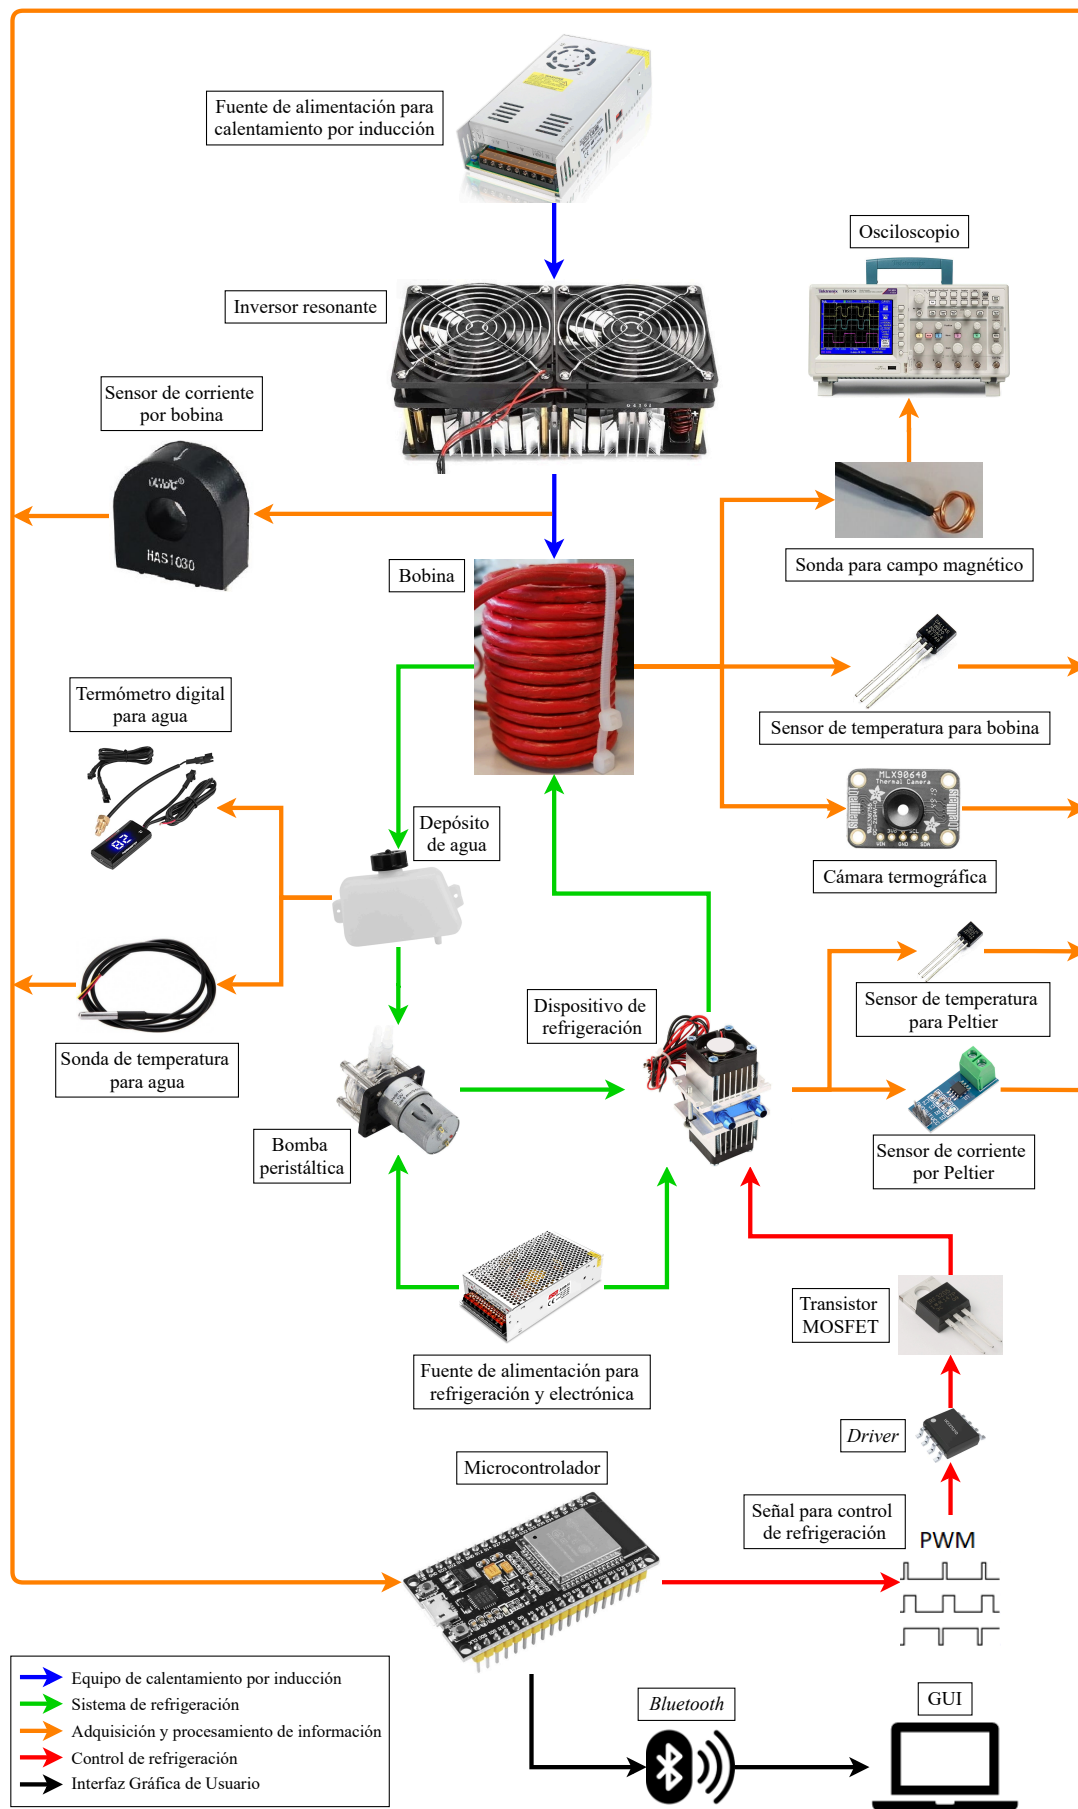 Fuente de alimentación para
calentamiento por inducción
Osciloscopio
Tektronix
Inversor resonante
Sensor de corriente
por bobina
HAS1030
Sonda para campo magnético
Bobina
Termómetro digital
para agua
Sensor de temperatura para bobina
MLX90640
Thermal Camera
Depósito
de agua
Cámara termográfica
Sensor de temperatura
para Peltier
Dispositivo de
refrigeración
Sonda de temperatura
para agua
Bomba
peristáltica
Sensor de corriente
por Peltier
Transistor
MOSFET
Fuente de alimentación para
refrigeración y electrónica
Driver
Microcontrolador
Señal para control
de refrigeración
PWM
Equipo de calentamiento por inducción
Sistema de refrigeración
Adquisición y procesamiento de información
Control de refrigeración
Interfaz Gráfica de Usuario
Bluetooth
GUI